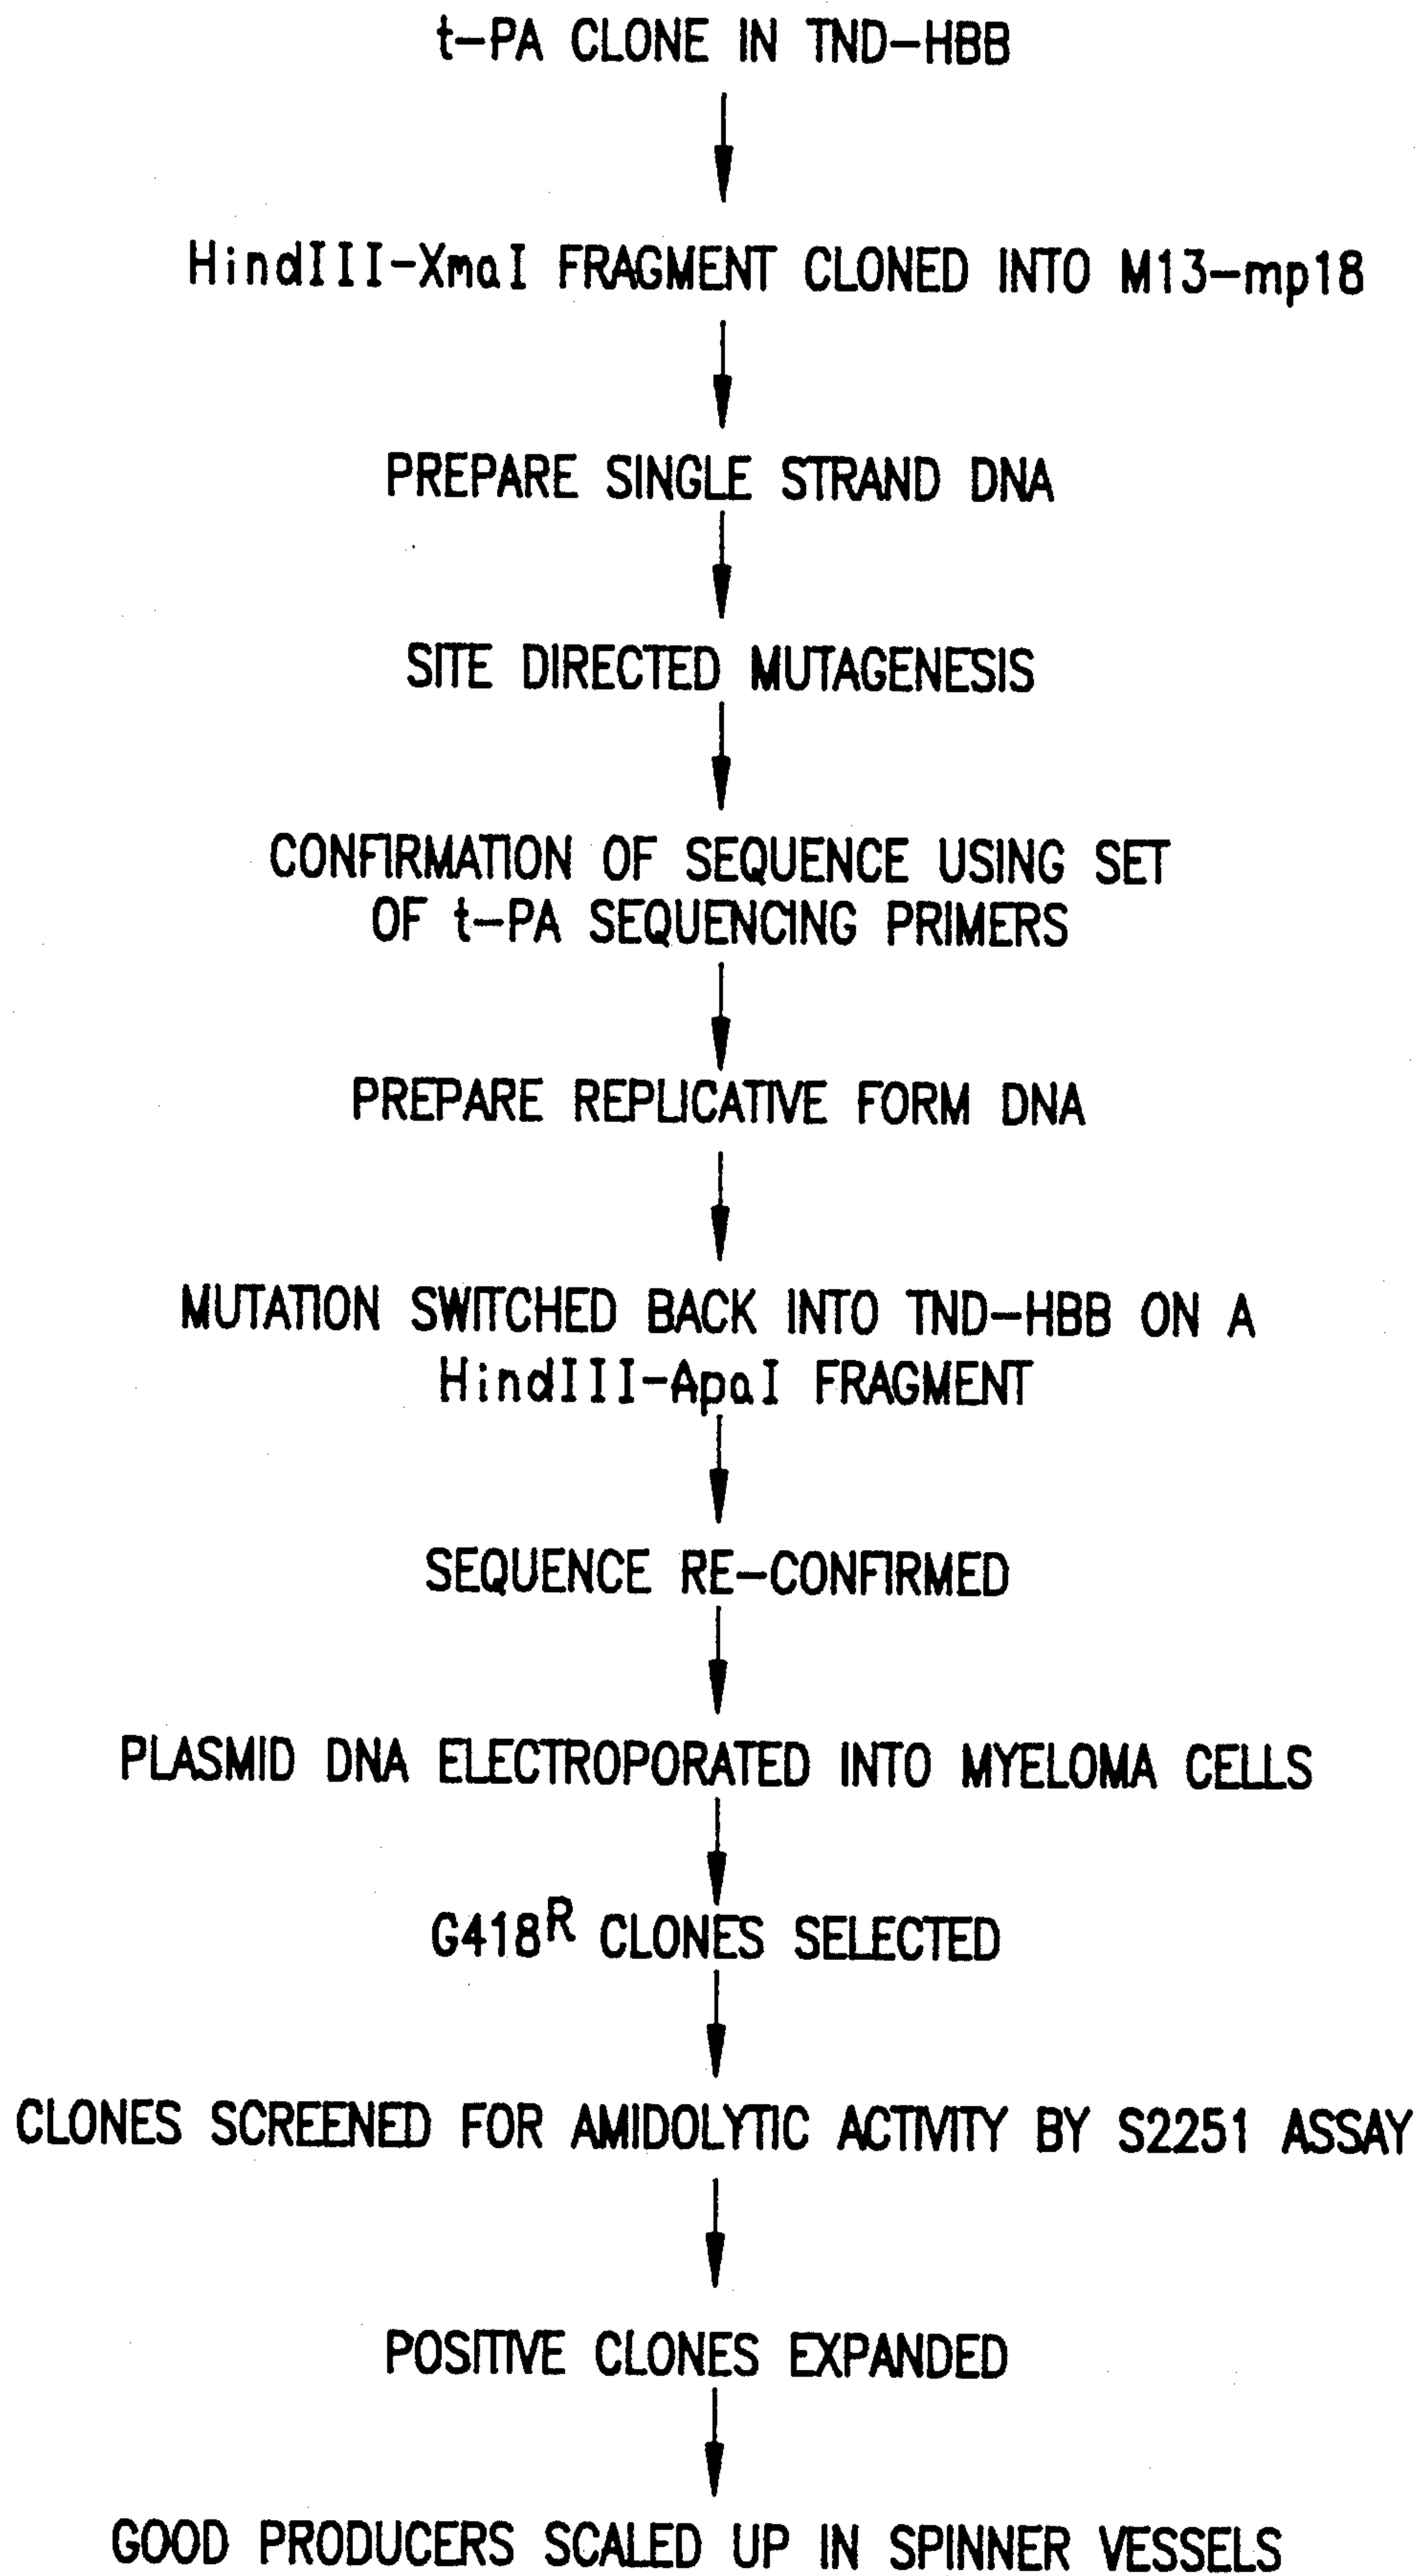 t-PA CLONE IN TND-HBB
HindIII-XmaI FRAGMENT CLONED INTO M13-mp18
PREPARE SINGLE STRAND DNA
SITE DIRECTED MUTAGENESIS
CONFIRMATION OF SEQUENCE USING SET
OF t-PA SEQUENCING PRIMERS
PREPARE REPLICATIVE FORM DNA
MUTATION SWITCHED BACK INTO TND-HBB ON A
HindIII-ApaI FRAGMENT
SEQUENCE RE-CONFIRMED
PLASMID DNA ELECTROPORATED INTO MYELOMA CELLS
G418R CLONES SELECTED
CLONES SCREENED FOR AMIDOLYTIC ACTIVITY BY S2251 ASSAY
POSITIVE CLONES EXPANDED
GOOD PRODUCERS SCALED UP IN SPINNER VESSELS